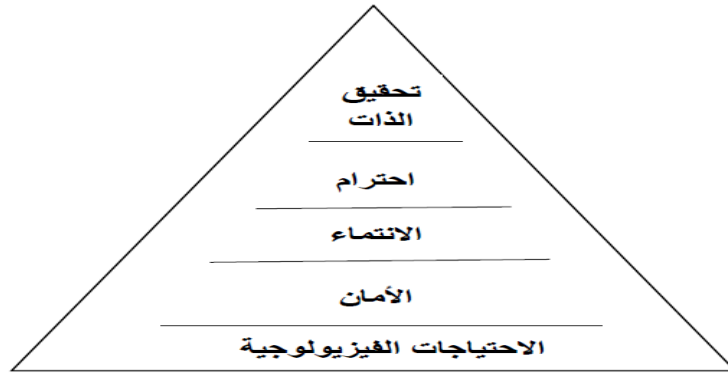 تحقيق
الذات
احترام
الانتماء
الأمان
الاحتياجات الفيزيولوجية